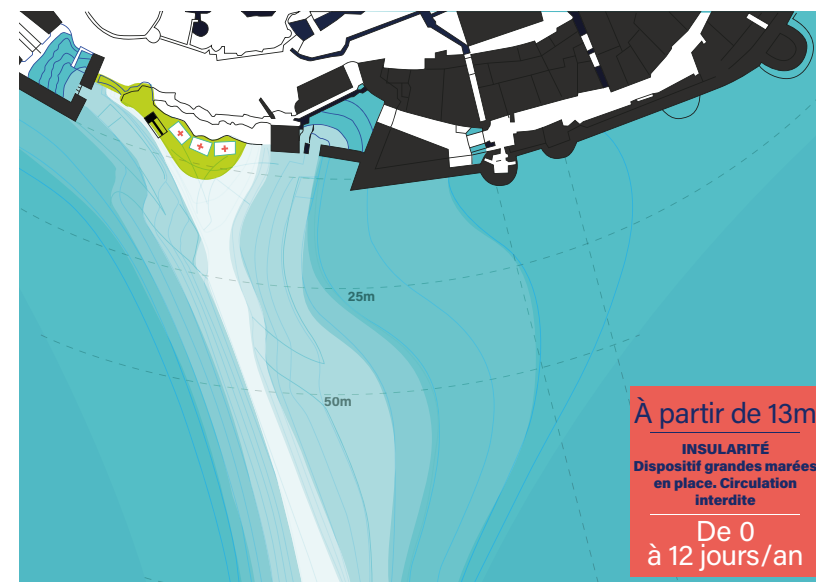 25m
50m
À partir de 13m
INSULARITÉ
Dispositif grandes marées
en place. Circulation
interdite
De 0
à 12 jours/an